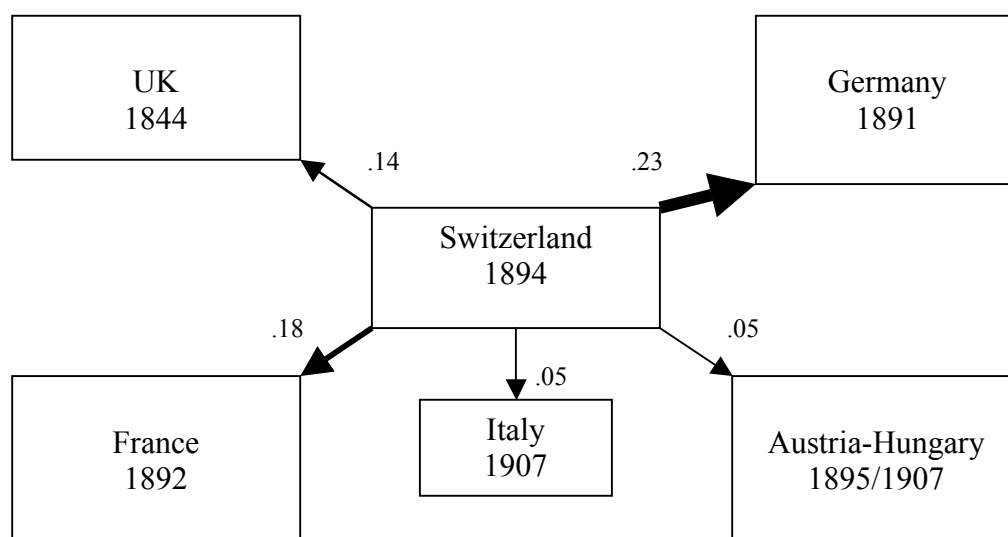 UK
1844
Germany
1891
.14
.23
Switzerland
1894
.18
.05
.05
France
1892
Italy
1907
Austria-Hungary
1895/1907